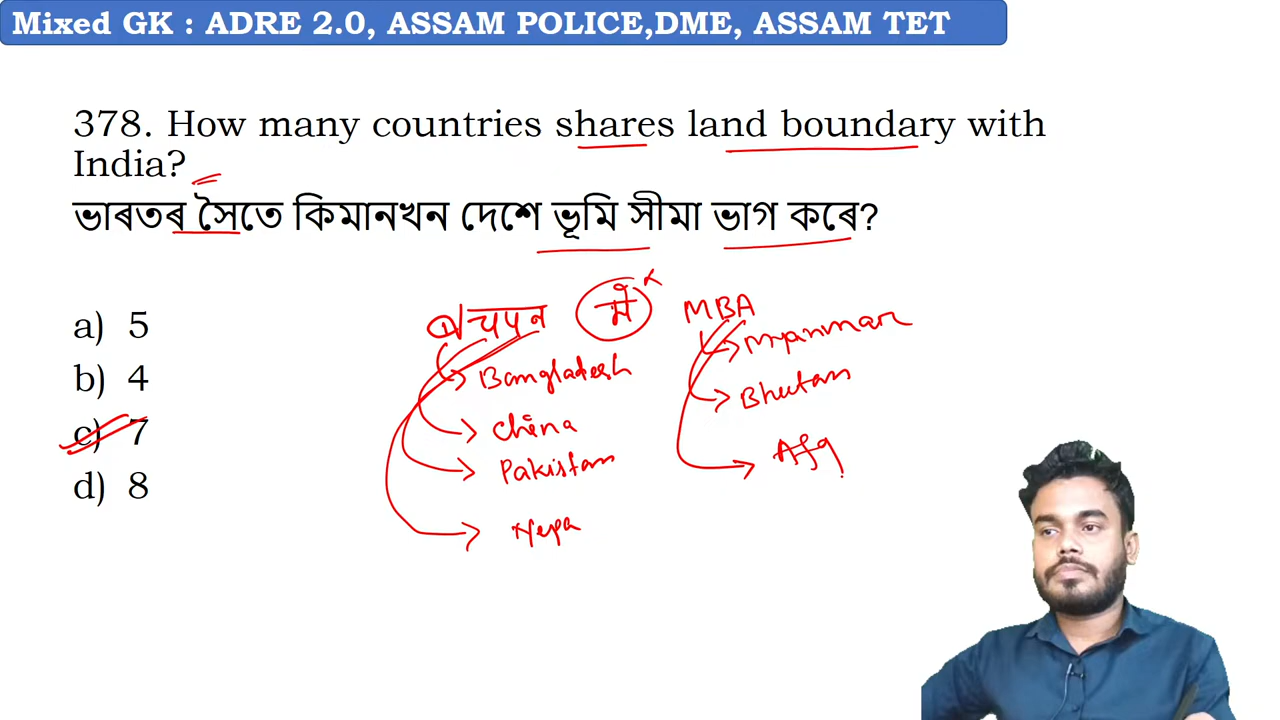 Mixed GK : ADRE 2.0, ASSAM POLICE,DME, ASSAM TET
378. How many countries shares land boundary with
India?
ভাৰতৰ সৈতে কিমানখন দেশে ভূমি সীমা ভাগ কৰে?
बचपन में MBA
Myanmar
Bangladesh
Bhutan
China
Afg
Pakistan
Nepa
a) 5
b) 4
c) 7
d) 8